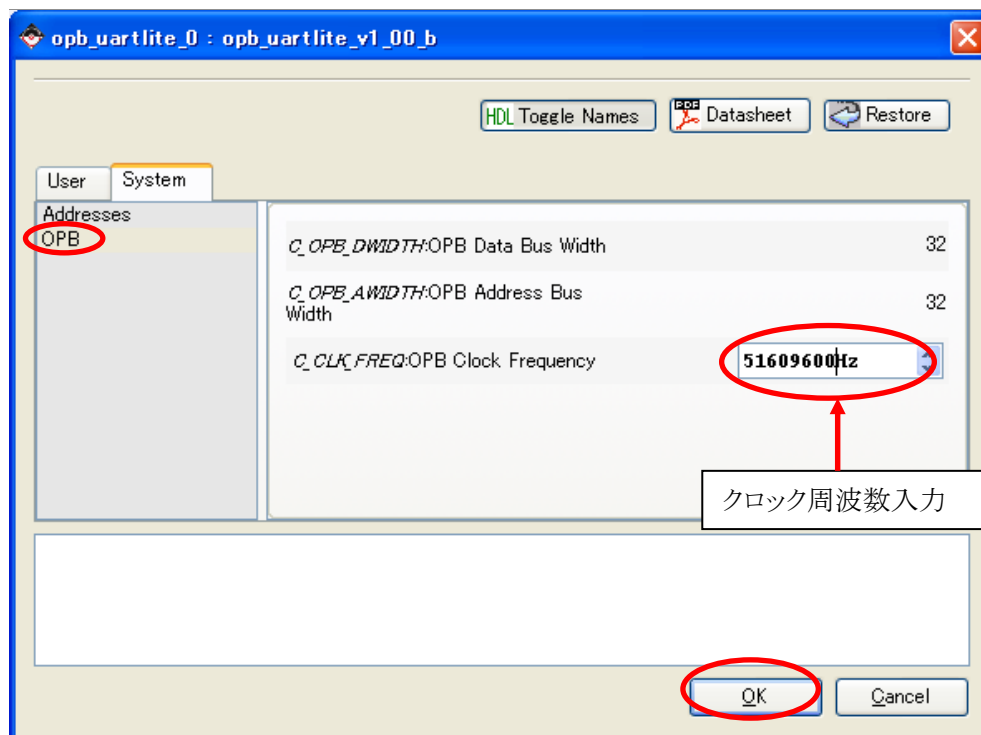 opb_uartlite_0 : opb_uartlite_v1_00_b
HDL Toggle Names
PDF Datasheet
Restore
User
System
Addresses
OPB
C_OPB_DWIDTH:OPB Data Bus Width
32
C_OPB_AWIDTH:OPB Address Bus
Width
32
C_CLK_FREQ:OPB Clock Frequency
51609600Hz
クロック周波数入力
OK
Cancel